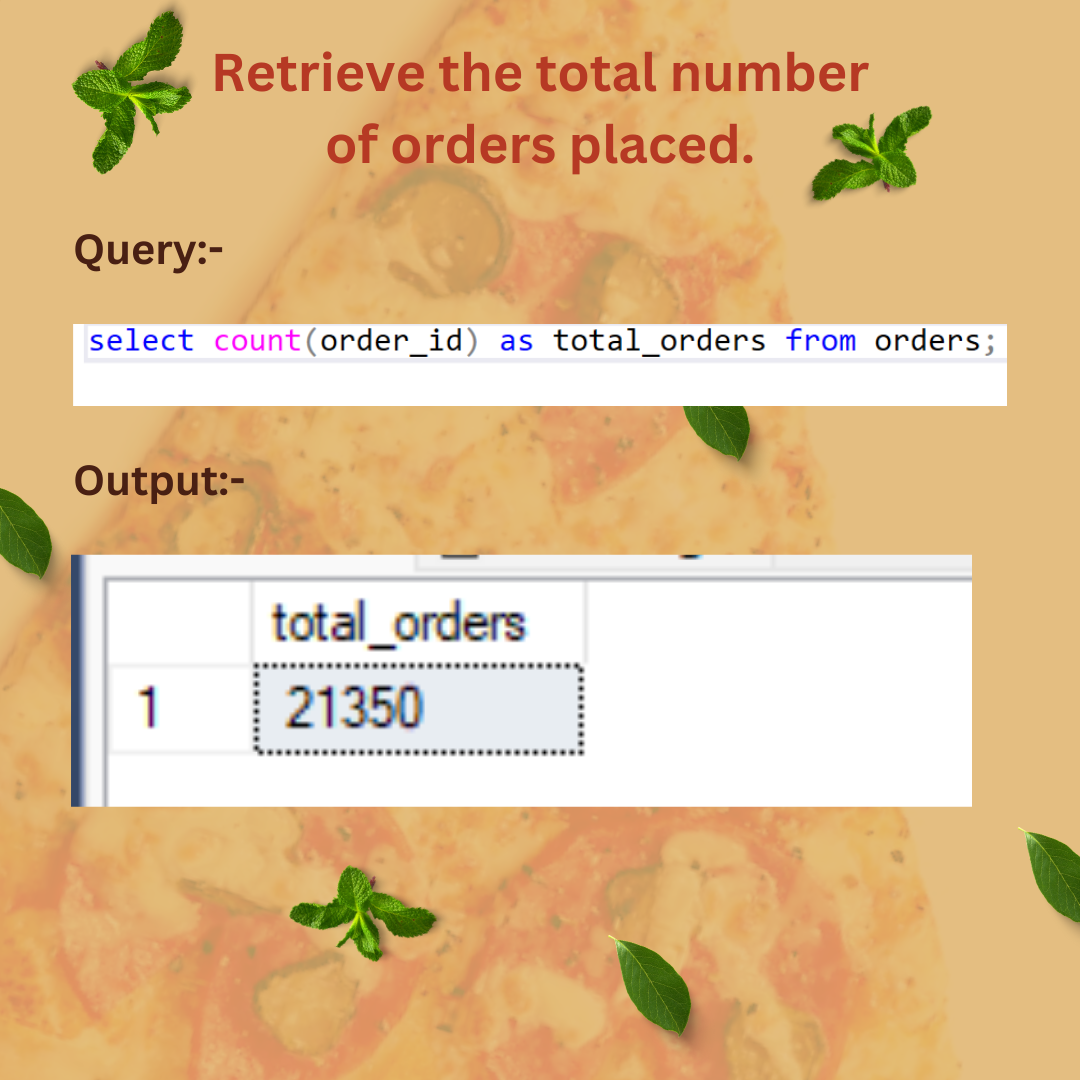 Retrieve the total number
of orders placed.
Query:-
select count(order_id) as total_orders from orders;
Output:-
total_orders
1 21350